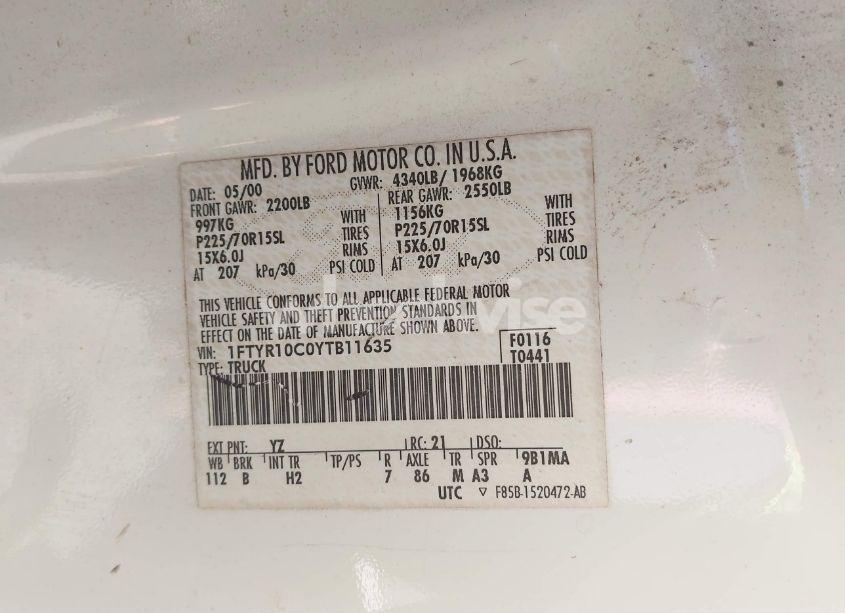 MFD. BY FORD MOTOR CO. IN U.S.A.
DATE: 05/00 GVWR: 4340LB/ 1968KG
FRONT GAWR: 2200LB REAR GAWR: 2550LB
997KG WITH 1156KG WITH
P225/70R15SL TIRES P225/70R15SL TIRES
15X6.0J RIMS 15X6.0J RIMS
AT 207 kPa/30 PSI COLD AT 207 kPa/30 PSI COLD
THIS VEHICLE CONFORMS TO ALL APPLICABLE FEDERAL MOTOR
VEHICLE SAFETY AND THEFT PREVENTION STANDARDS IN
EFFECT ON THE DATE OF MANUFACTURE SHOWN ABOVE.
VIN: 1FTYR10C0YTB11635 F0116
TYPE: TRUCK T0441
EXT PNT: YZ RC: 21 DSO:
WB BRK INT TR TP/PS R AXLE TR SPR 9B1MA
112 B H2 7 86 M A3 A
UTC ▽ F85B-1520472-AB